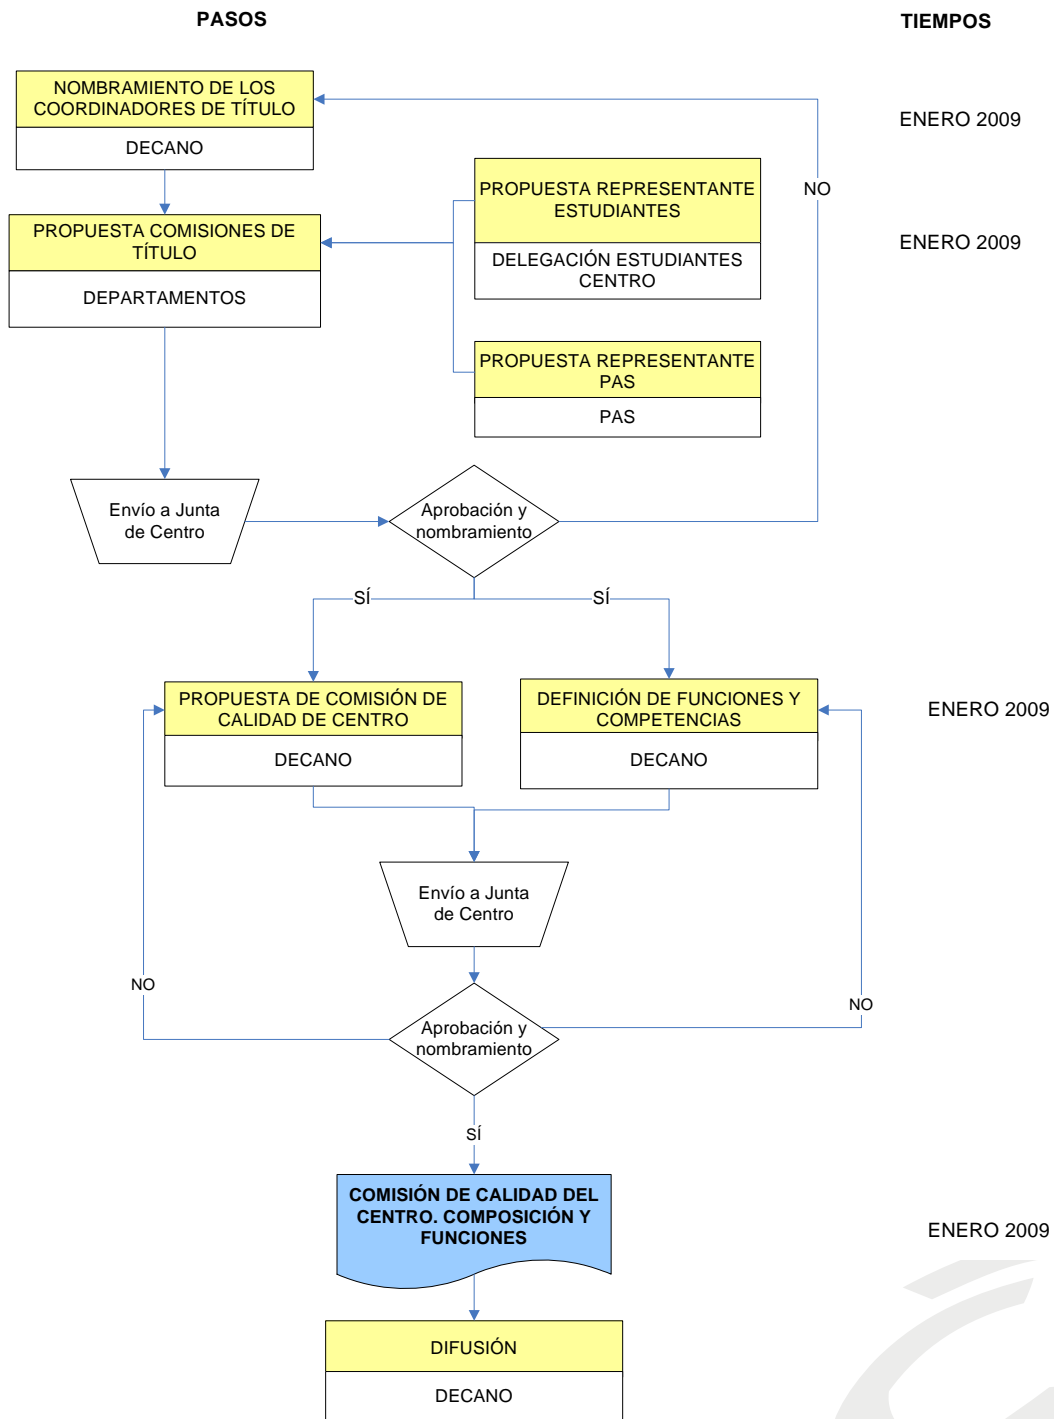 PASOS
TIEMPOS
NOMBRAMIENTO DE LOS
COORDINADORES DE TÍTULO
DECANO
ENERO 2009
PROPUESTA REPRESENTANTE
ESTUDIANTES
DELEGACIÓN ESTUDIANTES
CENTRO
NO
PROPUESTA COMISIONES DE
TÍTULO
DEPARTAMENTOS
ENERO 2009
PROPUESTA REPRESENTANTE
PAS
PAS
Envío a Junta
de Centro
Aprobación y
nombramiento
SÍ
SÍ
PROPUESTA DE COMISIÓN DE
CALIDAD DE CENTRO
DECANO
DEFINICIÓN DE FUNCIONES Y
COMPETENCIAS
DECANO
ENERO 2009
Envío a Junta
de Centro
NO
NO
Aprobación y
nombramiento
SÍ
COMISIÓN DE CALIDAD DEL
CENTRO. COMPOSICIÓN Y
FUNCIONES
ENERO 2009
DIFUSIÓN
DECANO